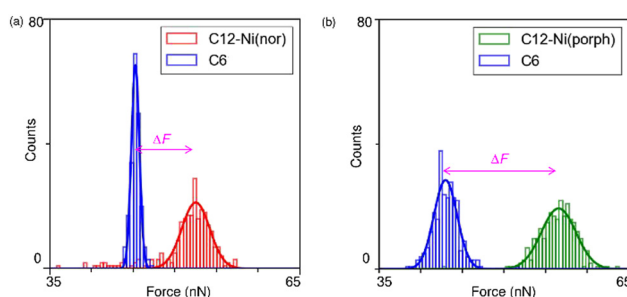 (a)
80
C12-Ni(nor)
C6
ΔF
Counts
0
35
65
Force (nN)
(b)
80
C12-Ni(porph)
C6
ΔF
Counts
0
35
65
Force (nN)